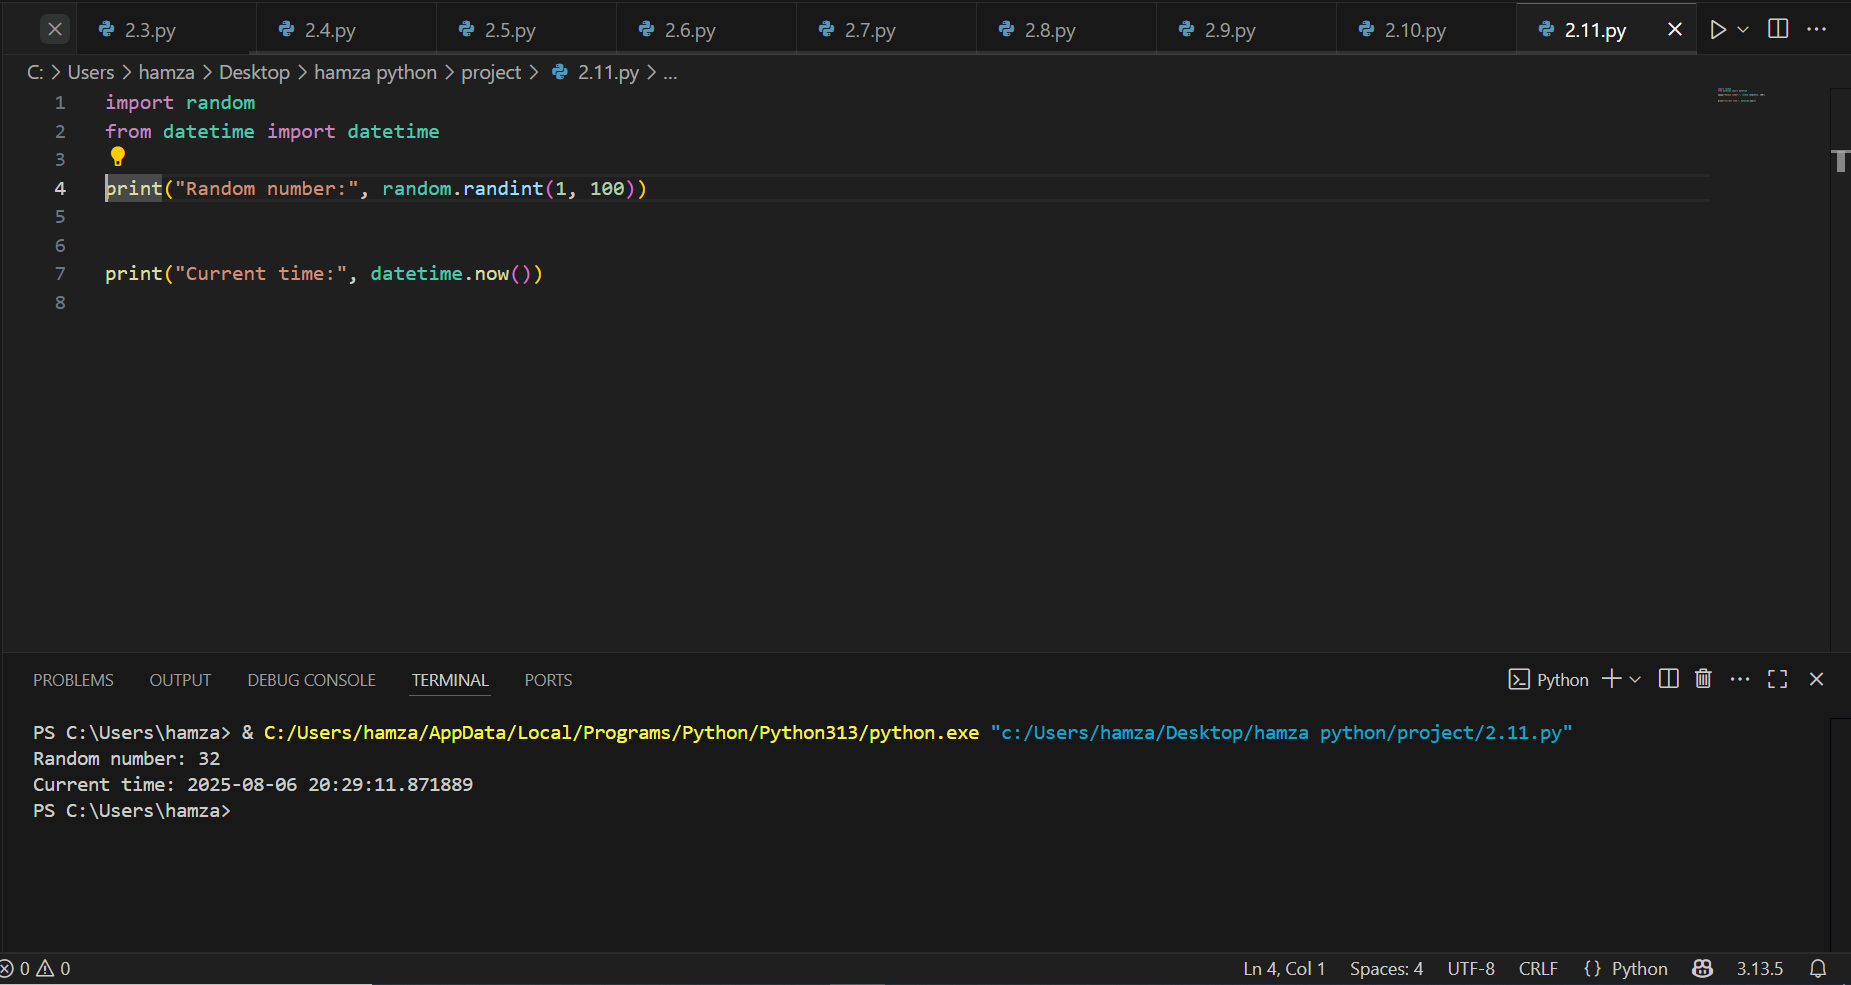 2.3.py 2.4.py 2.5.py 2.6.py 2.7.py 2.8.py 2.9.py 2.10.py 2.11.py
C: > Users > hamza > Desktop > hamza python > project > 2.11.py > ...
1 import random
2 from datetime import datetime
3
4 print("Random number:", random.randint(1, 100))
5
6
7 print("Current time:", datetime.now())
8
PROBLEMS OUTPUT DEBUG CONSOLE TERMINAL PORTS Python
PS C:\Users\hamza> & C:/Users/hamza/AppData/Local/Programs/Python/Python313/python.exe "c:/Users/hamza/Desktop/hamza python/project/2.11.py"
Random number: 32
Current time: 2025-08-06 20:29:11.871889
PS C:\Users\hamza>
0 0 Ln 4, Col 1 Spaces: 4 UTF-8 CRLF {} Python 3.13.5